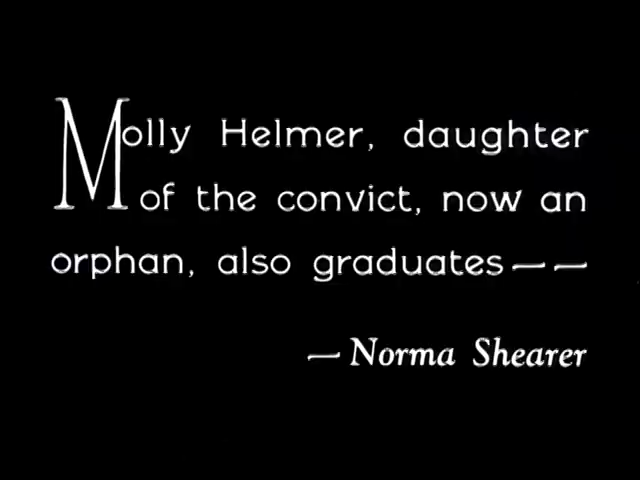 Molly Helmer, daughter
of the convict, now an
orphan, also graduates——
—Norma Shearer